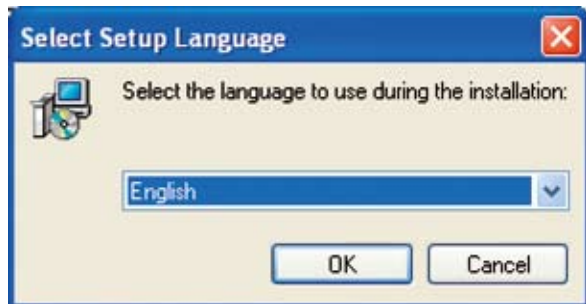 Select Setup Language
Select the language to use during the installation:
English
OK
Cancel